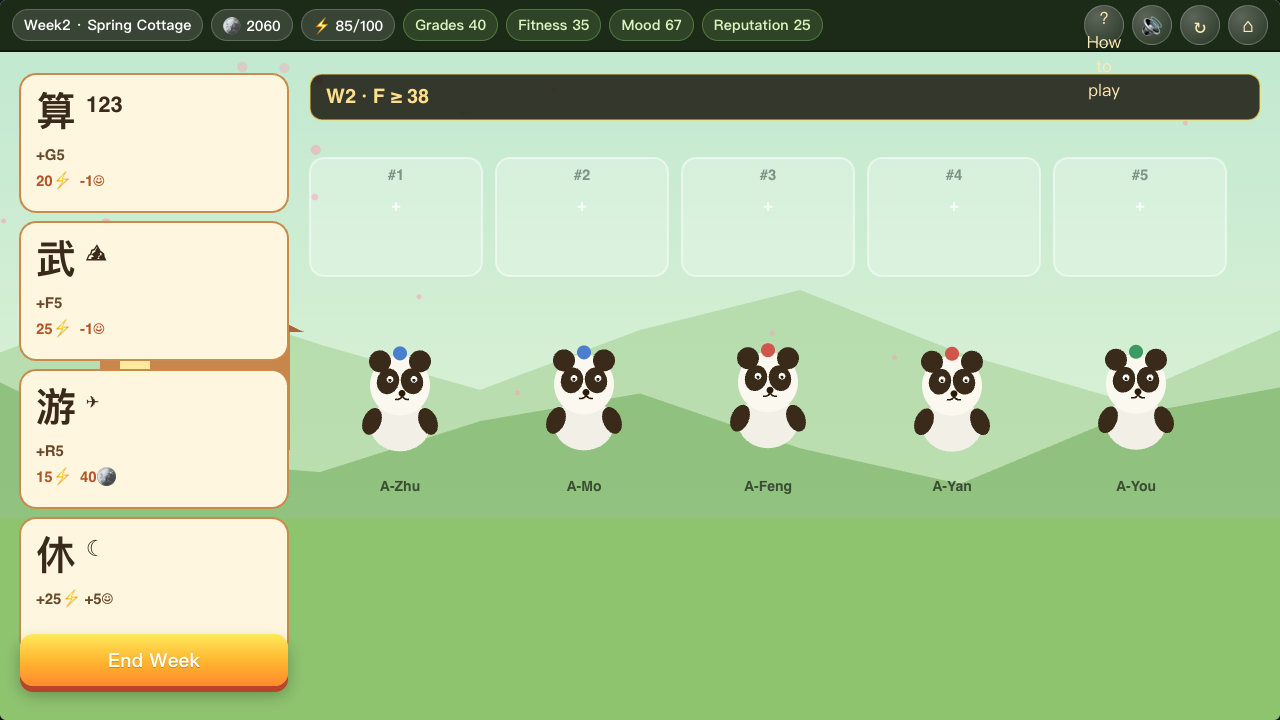 Week2 · Spring Cottage
2060
⚡ 85/100
Grades 40
Fitness 35
Mood 67
Reputation 25
?
How
to
play
算 123
+G5
20⚡ -1☺
武
+F5
25⚡ -1☺
游 ✈
+R5
15⚡ 40
休 ☾
+25⚡ +5☺
End Week
W2 · F ≥ 38
#1
+
#2
+
#3
+
#4
+
#5
+
A-Zhu
A-Mo
A-Feng
A-Yan
A-You